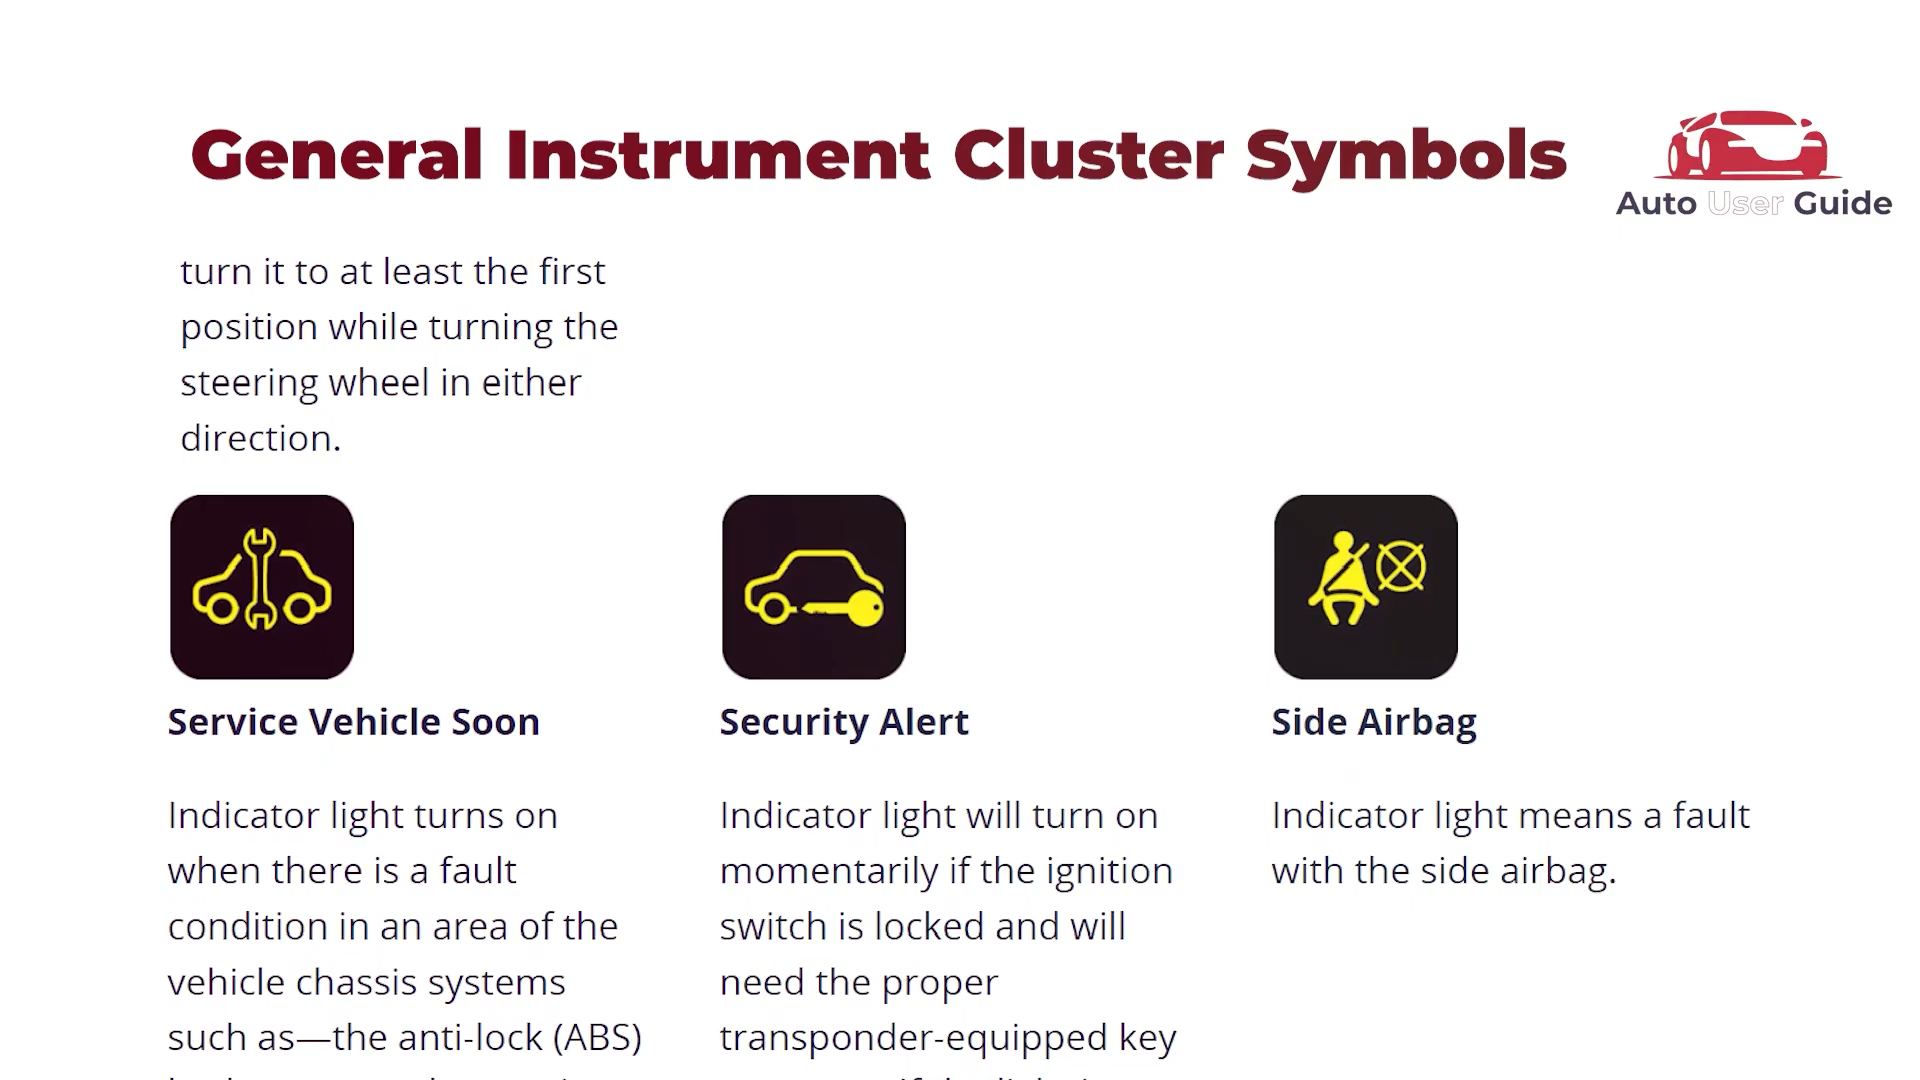 General Instrument Cluster Symbols
Auto User Guide
turn it to at least the first
position while turning the
steering wheel in either
direction.
Service Vehicle Soon
Indicator light turns on
when there is a fault
condition in an area of the
vehicle chassis systems
such as—the anti-lock (ABS)
Security Alert
Indicator light will turn on
momentarily if the ignition
switch is locked and will
need the proper
transponder-equipped key
Side Airbag
Indicator light means a fault
with the side airbag.